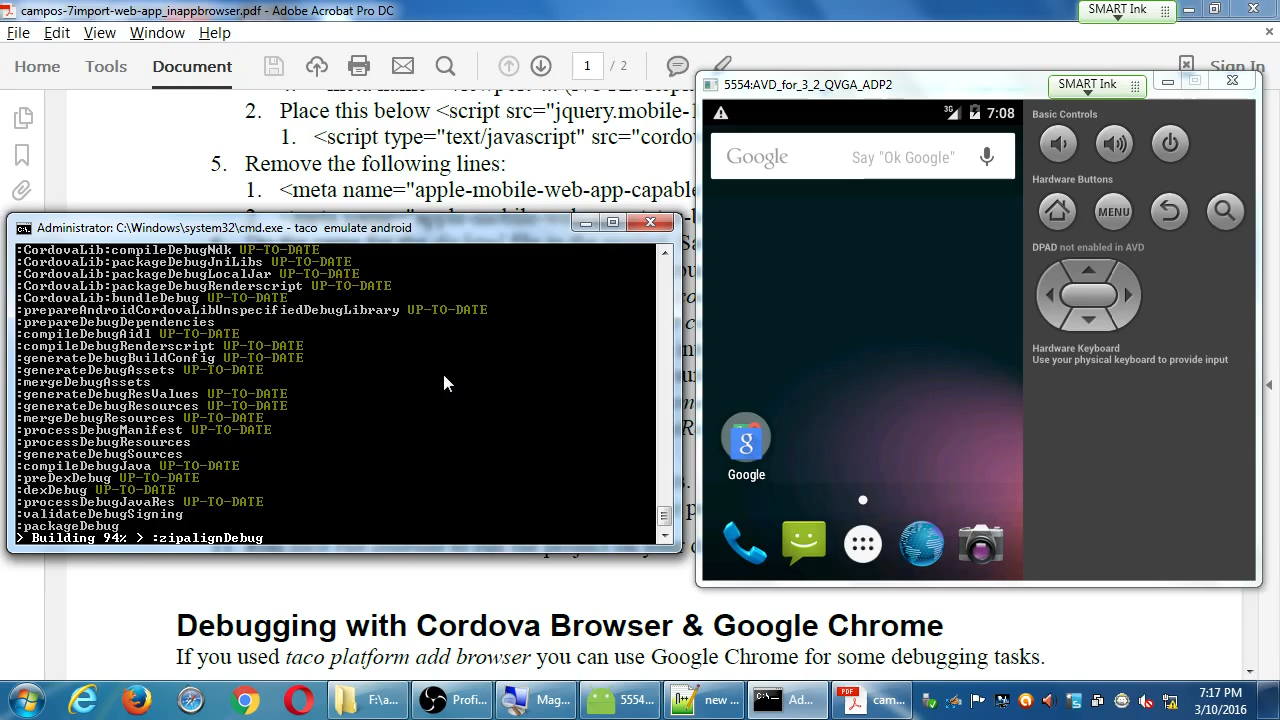 campos-7import-web-app_inappbrowser.pdf - Adobe Acrobat Pro DC
SMART Ink
File Edit View Window Help
Home Tools Document
1 / 2
Sign In
2. Place this below <script src="jquery.mobile-1
1. <script type="text/javascript" src="cordo
5. Remove the following lines:
1. <meta name="apple-mobile-web-app-capable
Administrator: C:\Windows\system32\cmd.exe - taco emulate android
:CordovaLib:compileDebugNdk UP-TO-DATE
:CordovaLib:packageDebugJniLibs UP-TO-DATE
:CordovaLib:packageDebugLocalJar UP-TO-DATE
:CordovaLib:packageDebugRenderscript UP-TO-DATE
:CordovaLib:bundleDebug UP-TO-DATE
:prepareAndroidCordovaLibUnspecifiedDebugLibrary UP-TO-DATE
:prepareDebugDependencies
:compileDebugAidl UP-TO-DATE
:compileDebugRenderscript UP-TO-DATE
:generateDebugBuildConfig UP-TO-DATE
:generateDebugAssets UP-TO-DATE
:mergeDebugAssets
:generateDebugResValues UP-TO-DATE
:generateDebugResources UP-TO-DATE
:mergeDebugResources UP-TO-DATE
:processDebugManifest UP-TO-DATE
:processDebugResources
:generateDebugSources
:compileDebugJava UP-TO-DATE
:preDexDebug UP-TO-DATE
:dexDebug UP-TO-DATE
:processDebugJavaRes UP-TO-DATE
:validateDebugSigning
:packageDebug
> Building 94% > :zipalignDebug
5554:AVD_for_3_2_QVGA_ADP2
SMART Ink
3G 7:08
Google Say "Ok Google"
Google
Basic Controls
Hardware Buttons
MENU
DPAD not enabled in AVD
Hardware Keyboard
Use your physical keyboard to provide input
Debugging with Cordova Browser & Google Chrome
If you used taco platform add browser you can use Google Chrome for some debugging tasks.
F:\a... Profi... Mag... 5554... new ... Ad... PDF cam...
7:17 PM
3/10/2016